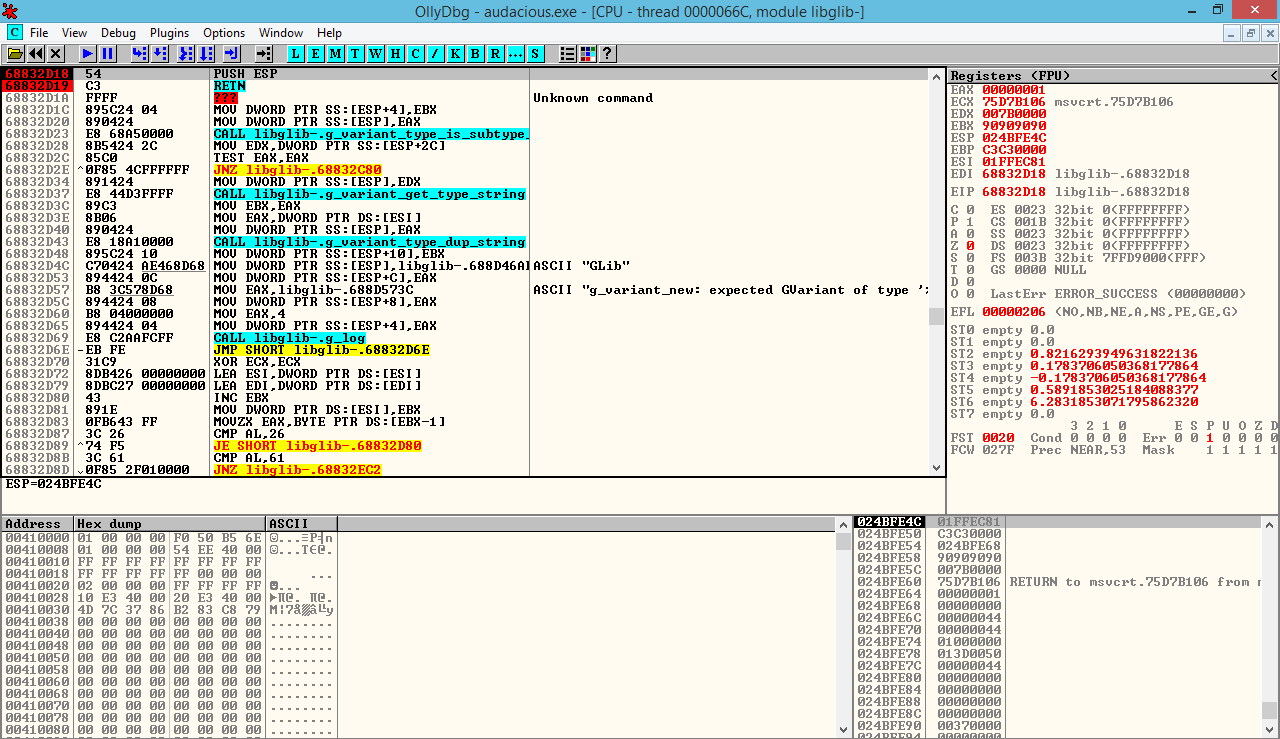 OllyDbg - audacious.exe - [CPU - thread 0000066C, module libglib-]
C File View Debug Plugins Options Window Help
L E M T W H C / K B R ... S ?
68832D18 54 PUSH ESP
68832D19 C3 RETN
68832D1A FFFF ??? Unknown command
68832D1C 895C24 04 MOV DWORD PTR SS:[ESP+4],EBX
68832D20 890424 MOV DWORD PTR SS:[ESP],EAX
68832D23 E8 68A50000 CALL libglib-.g_variant_type_is_subtype_
68832D28 8B5424 2C MOV EDX,DWORD PTR SS:[ESP+2C]
68832D2C 85C0 TEST EAX,EAX
68832D2E ^0F85 4CFFFFFF JNZ libglib-.68832C80
68832D34 891424 MOV DWORD PTR SS:[ESP],EDX
68832D37 E8 44D3FFFF CALL libglib-.g_variant_get_type_string
68832D3C 89C3 MOV EBX,EAX
68832D3E 8B06 MOV EAX,DWORD PTR DS:[ESI]
68832D40 890424 MOV DWORD PTR SS:[ESP],EAX
68832D43 E8 18A10000 CALL libglib-.g_variant_type_dup_string
68832D48 895C24 10 MOV DWORD PTR SS:[ESP+10],EBX
68832D4C C70424 AE468D68 MOV DWORD PTR SS:[ESP],libglib-.688D46A ASCII "GLib"
68832D53 894424 0C MOV DWORD PTR SS:[ESP+C],EAX
68832D57 B8 3C578D68 MOV EAX,libglib-.688D573C ASCII "g_variant_new: expected GVariant of type '
68832D5C 894424 08 MOV DWORD PTR SS:[ESP+8],EAX
68832D60 B8 04000000 MOV EAX,4
68832D65 894424 04 MOV DWORD PTR SS:[ESP+4],EAX
68832D69 E8 C2AAFCFF CALL libglib-.g_log
68832D6E -EB FE JMP SHORT libglib-.68832D6E
68832D70 31C9 XOR ECX,ECX
68832D72 8DB426 00000000 LEA ESI,DWORD PTR DS:[ESI]
68832D79 8DBC27 00000000 LEA EDI,DWORD PTR DS:[EDI]
68832D80 43 INC EBX
68832D81 891E MOV DWORD PTR DS:[ESI],EBX
68832D83 0FB643 FF MOVZX EAX,BYTE PTR DS:[EBX-1]
68832D87 3C 26 CMP AL,26
68832D89 ^74 F5 JE SHORT libglib-.68832D80
68832D8B 3C 61 CMP AL,61
68832D8D 0F85 2F010000 JNZ libglib-.68832EC2
ESP=024BFE4C
Registers (FPU) <
EAX 00000001
ECX 75D7B106 msvcrt.75D7B106
EDX 007B0000
EBX 90909090
ESP 024BFE4C
EBP C3C30000
ESI 01FFEC81
EDI 68832D18 libglib-.68832D18
EIP 68832D18 libglib-.68832D18
C 0 ES 0023 32bit 0(FFFFFFFF)
P 1 CS 001B 32bit 0(FFFFFFFF)
A 0 SS 0023 32bit 0(FFFFFFFF)
Z 0 DS 0023 32bit 0(FFFFFFFF)
S 0 FS 003B 32bit 7FFD9000(FFF)
T 0 GS 0000 NULL
D 0
O 0 LastErr ERROR_SUCCESS (00000000)
EFL 00000206 (NO,NB,NE,A,NS,PE,GE,G)
ST0 empty 0.0
ST1 empty 0.0
ST2 empty 0.8216293949631822136
ST3 empty 0.1783706050368177864
ST4 empty -0.1783706050368177864
ST5 empty 0.5891853025184088377
ST6 empty 6.2831853071795862320
ST7 empty 0.0
3 2 1 0 E S P U O Z D
FST 0020 Cond 0 0 0 0 Err 0 0 1 0 0 0 0
FCW 027F Prec NEAR,53 Mask 1 1 1 1 1
Address Hex dump ASCII
00410000 01 00 00 00 F0 50 B5 6E
00410008 01 00 00 00 54 EE 40 00
00410010 FF FF FF FF FF FF FF FF
00410018 FF FF FF FF 00 00 00 ...
00410020 02 00 00 00 FF FF FF FF
00410028 10 E3 40 00 20 E3 40 00
00410030 4D 7C 37 86 B2 83 C8 79
00410038 00 00 00 00 00 00 00 00 ........
00410040 00 00 00 00 00 00 00 00 ........
00410048 00 00 00 00 00 00 00 00 ........
00410050 00 00 00 00 00 00 00 00 ........
00410058 00 00 00 00 00 00 00 00 ........
00410060 00 00 00 00 00 00 00 00 ........
00410068 00 00 00 00 00 00 00 00 ........
00410070 00 00 00 00 00 00 00 00 ........
00410078 00 00 00 00 00 00 00 00 ........
00410080 00 00 00 00 00 00 00 00 ........
024BFE4C 01FFEC81
024BFE50 C3C30000
024BFE54 024BFE68
024BFE58 90909090
024BFE5C 007B0000
024BFE60 75D7B106 RETURN to msvcrt.75D7B106 from
024BFE64 00000001
024BFE68 00000000
024BFE6C 00000044
024BFE70 00000044
024BFE74 01000000
024BFE78 013D0050
024BFE7C 00000044
024BFE80 00000000
024BFE84 00000000
024BFE88 00000000
024BFE8C 00000000
024BFE90 00370000
024BFE94 00000000